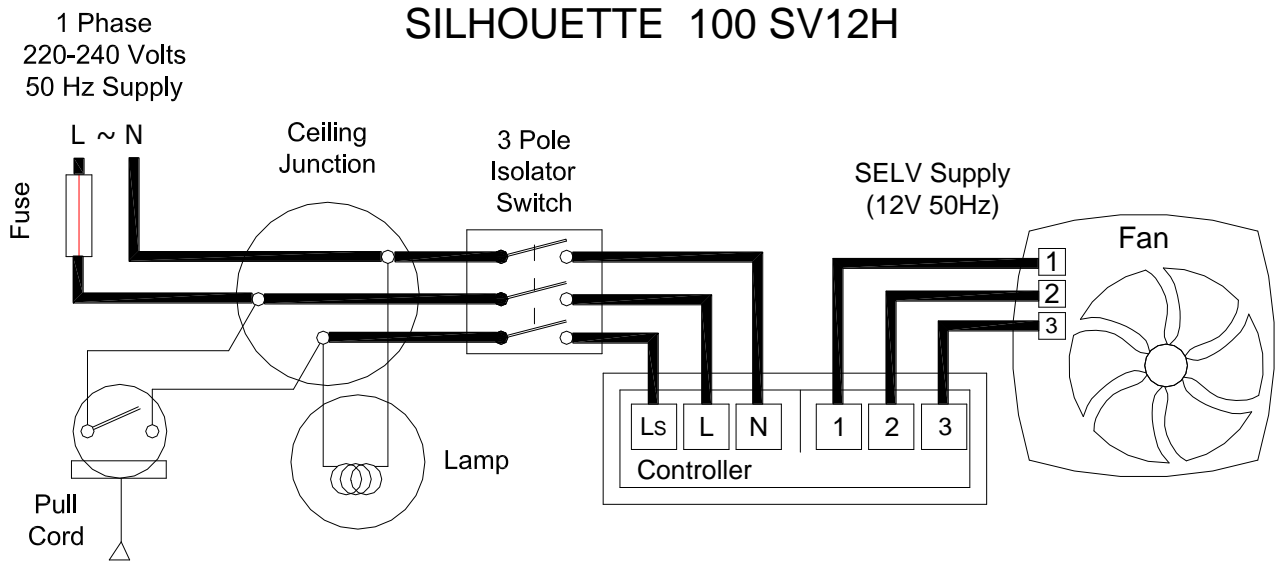 SILHOUETTE 100 SV12H
1 Phase
220-240 Volts
50 Hz Supply
L ~ N
Fuse
Ceiling
Junction
3 Pole
Isolator
Switch
SELV Supply
(12V 50Hz)
Fan
1
2
3
Ls L N 1 2 3
Controller
Lamp
Pull
Cord